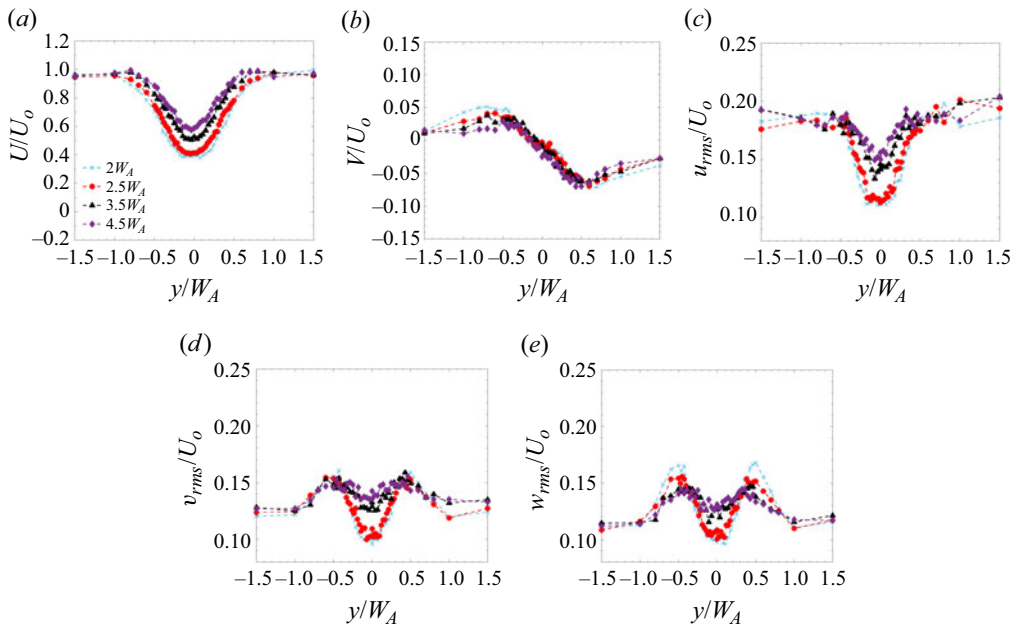 (a)
(b)
(c)
1.2
1.0
0.8
0.6
0.4
0.2
0
−0.2
U/Uo
2WA
2.5WA
3.5WA
4.5WA
−1.5 −1.0 −0.5 0 0.5 1.0 1.5
y/WA
0.15
0.10
0.05
0
−0.05
−0.10
−0.15
V/Uo
−1.5 −1.0 −0.5 0 0.5 1.0 1.5
y/WA
0.25
0.20
0.15
0.10
urms/Uo
−1.5 −1.0 −0.5 0 0.5 1.0 1.5
y/WA
(d)
(e)
0.25
0.20
0.15
0.10
vrms/Uo
−1.5 −1.0 −0.5 0 0.5 1.0 1.5
y/WA
0.25
0.20
0.15
0.10
wrms/Uo
−1.5 −1.0 −0.5 0 0.5 1.0 1.5
y/WA